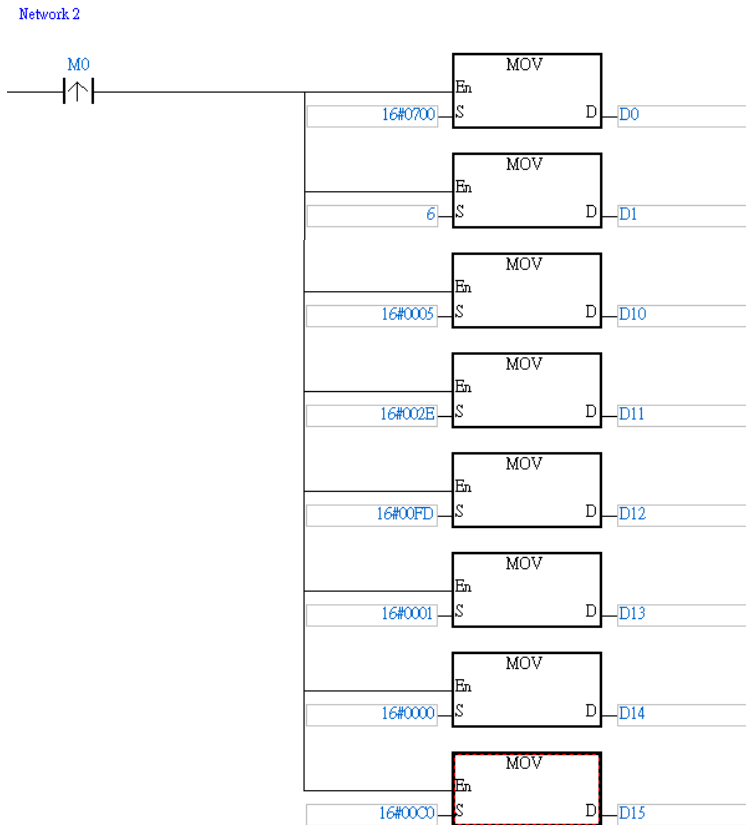 Network 2
M0
MOV
En
16#0700 S D D0
MOV
En
6 S D D1
MOV
En
16#0005 S D D10
MOV
En
16#002E S D D11
MOV
En
16#00FD S D D12
MOV
En
16#0001 S D D13
MOV
En
16#0000 S D D14
MOV
En
16#00C0 S D D15